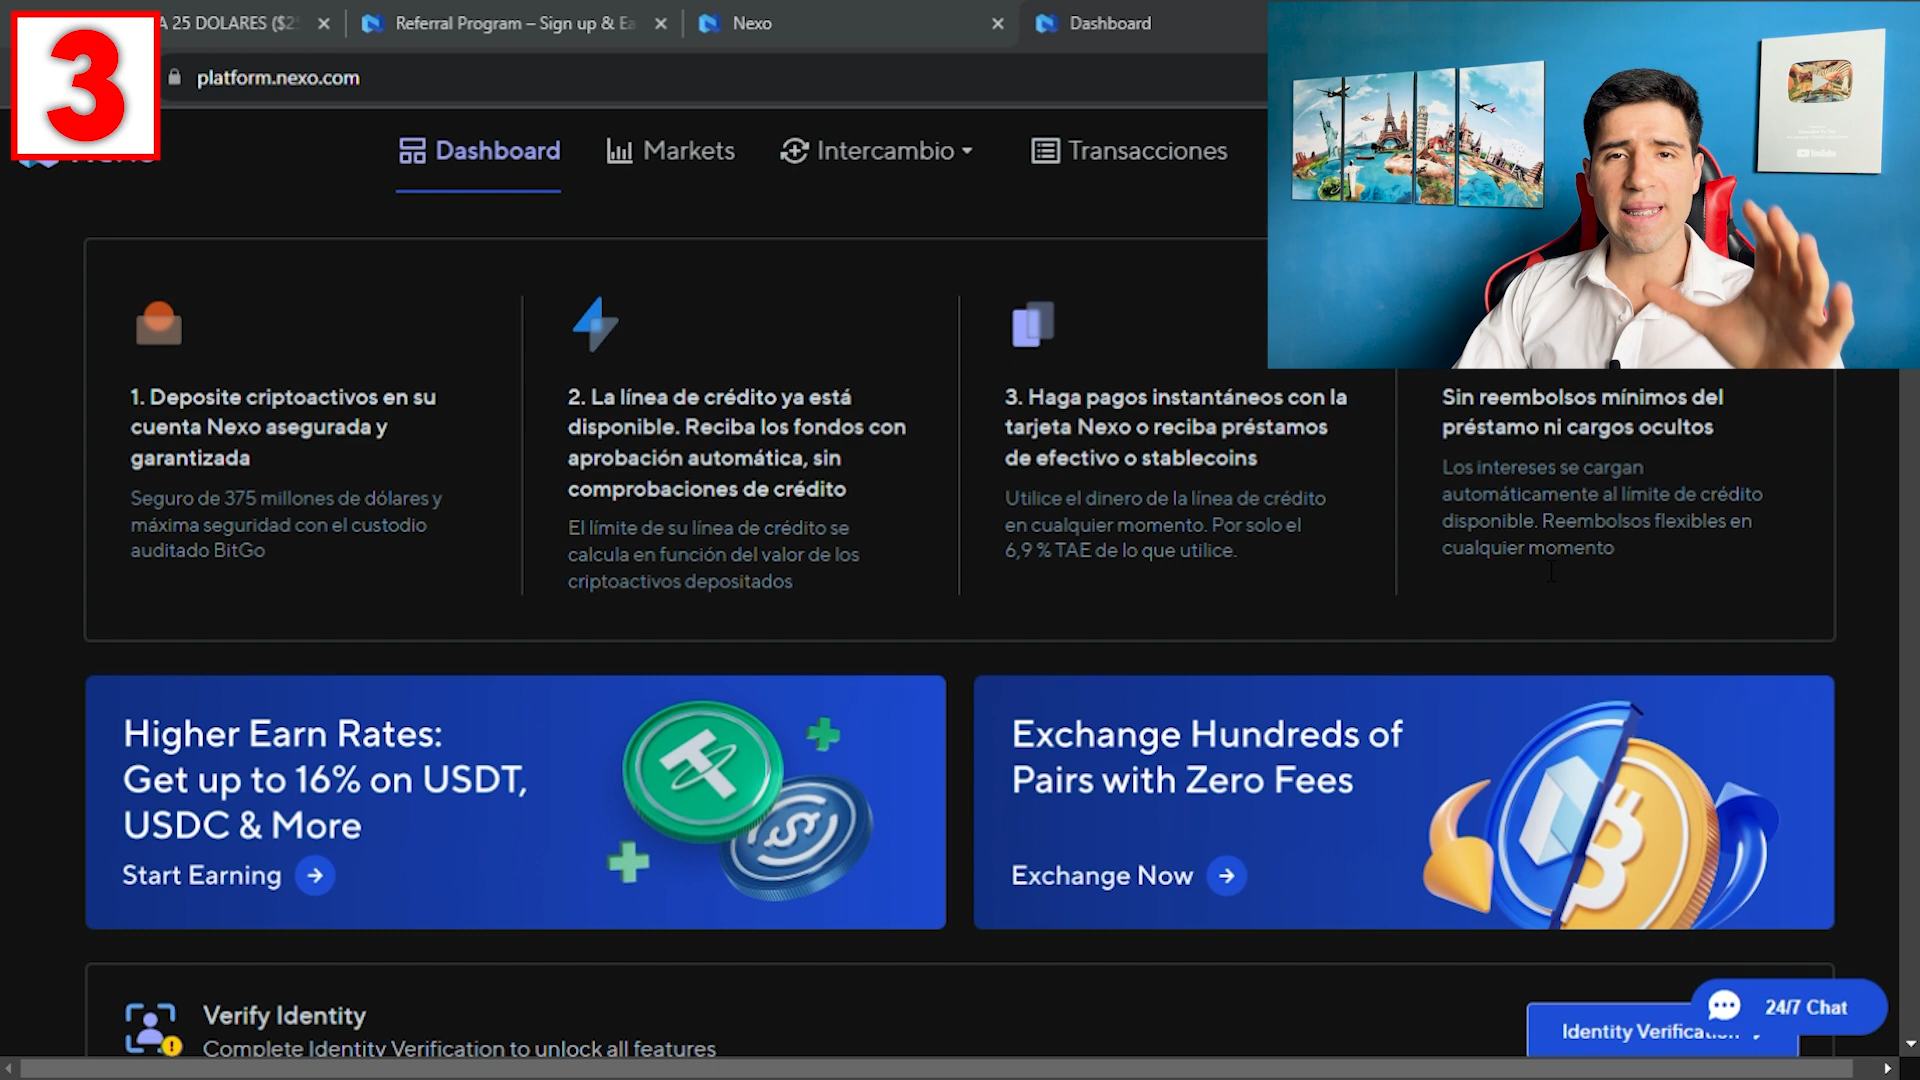 3
A 25 DOLARES ($2
Referral Program – Sign up & Ea
Nexo
Dashboard
platform.nexo.com
Dashboard
Markets
Intercambio
Transacciones
YouTube
1. Deposite criptoactivos en su
cuenta Nexo asegurada y
garantizada
Seguro de 375 millones de dólares y
máxima seguridad con el custodio
auditado BitGo
2. La línea de crédito ya está
disponible. Reciba los fondos con
aprobación automática, sin
comprobaciones de crédito
El límite de su línea de crédito se
calcula en función del valor de los
criptoactivos depositados
3. Haga pagos instantáneos con la
tarjeta Nexo o reciba préstamos
de efectivo o stablecoins
Utilice el dinero de la línea de crédito
en cualquier momento. Por solo el
6,9 % TAE de lo que utilice.
Sin reembolsos mínimos del
préstamo ni cargos ocultos
Los intereses se cargan
automáticamente al límite de crédito
disponible. Reembolsos flexibles en
cualquier momento
Higher Earn Rates:
Get up to 16% on USDT,
USDC & More
Start Earning
Exchange Hundreds of
Pairs with Zero Fees
Exchange Now
Verify Identity
Complete Identity Verification to unlock all features
Identity
24/7 Chat